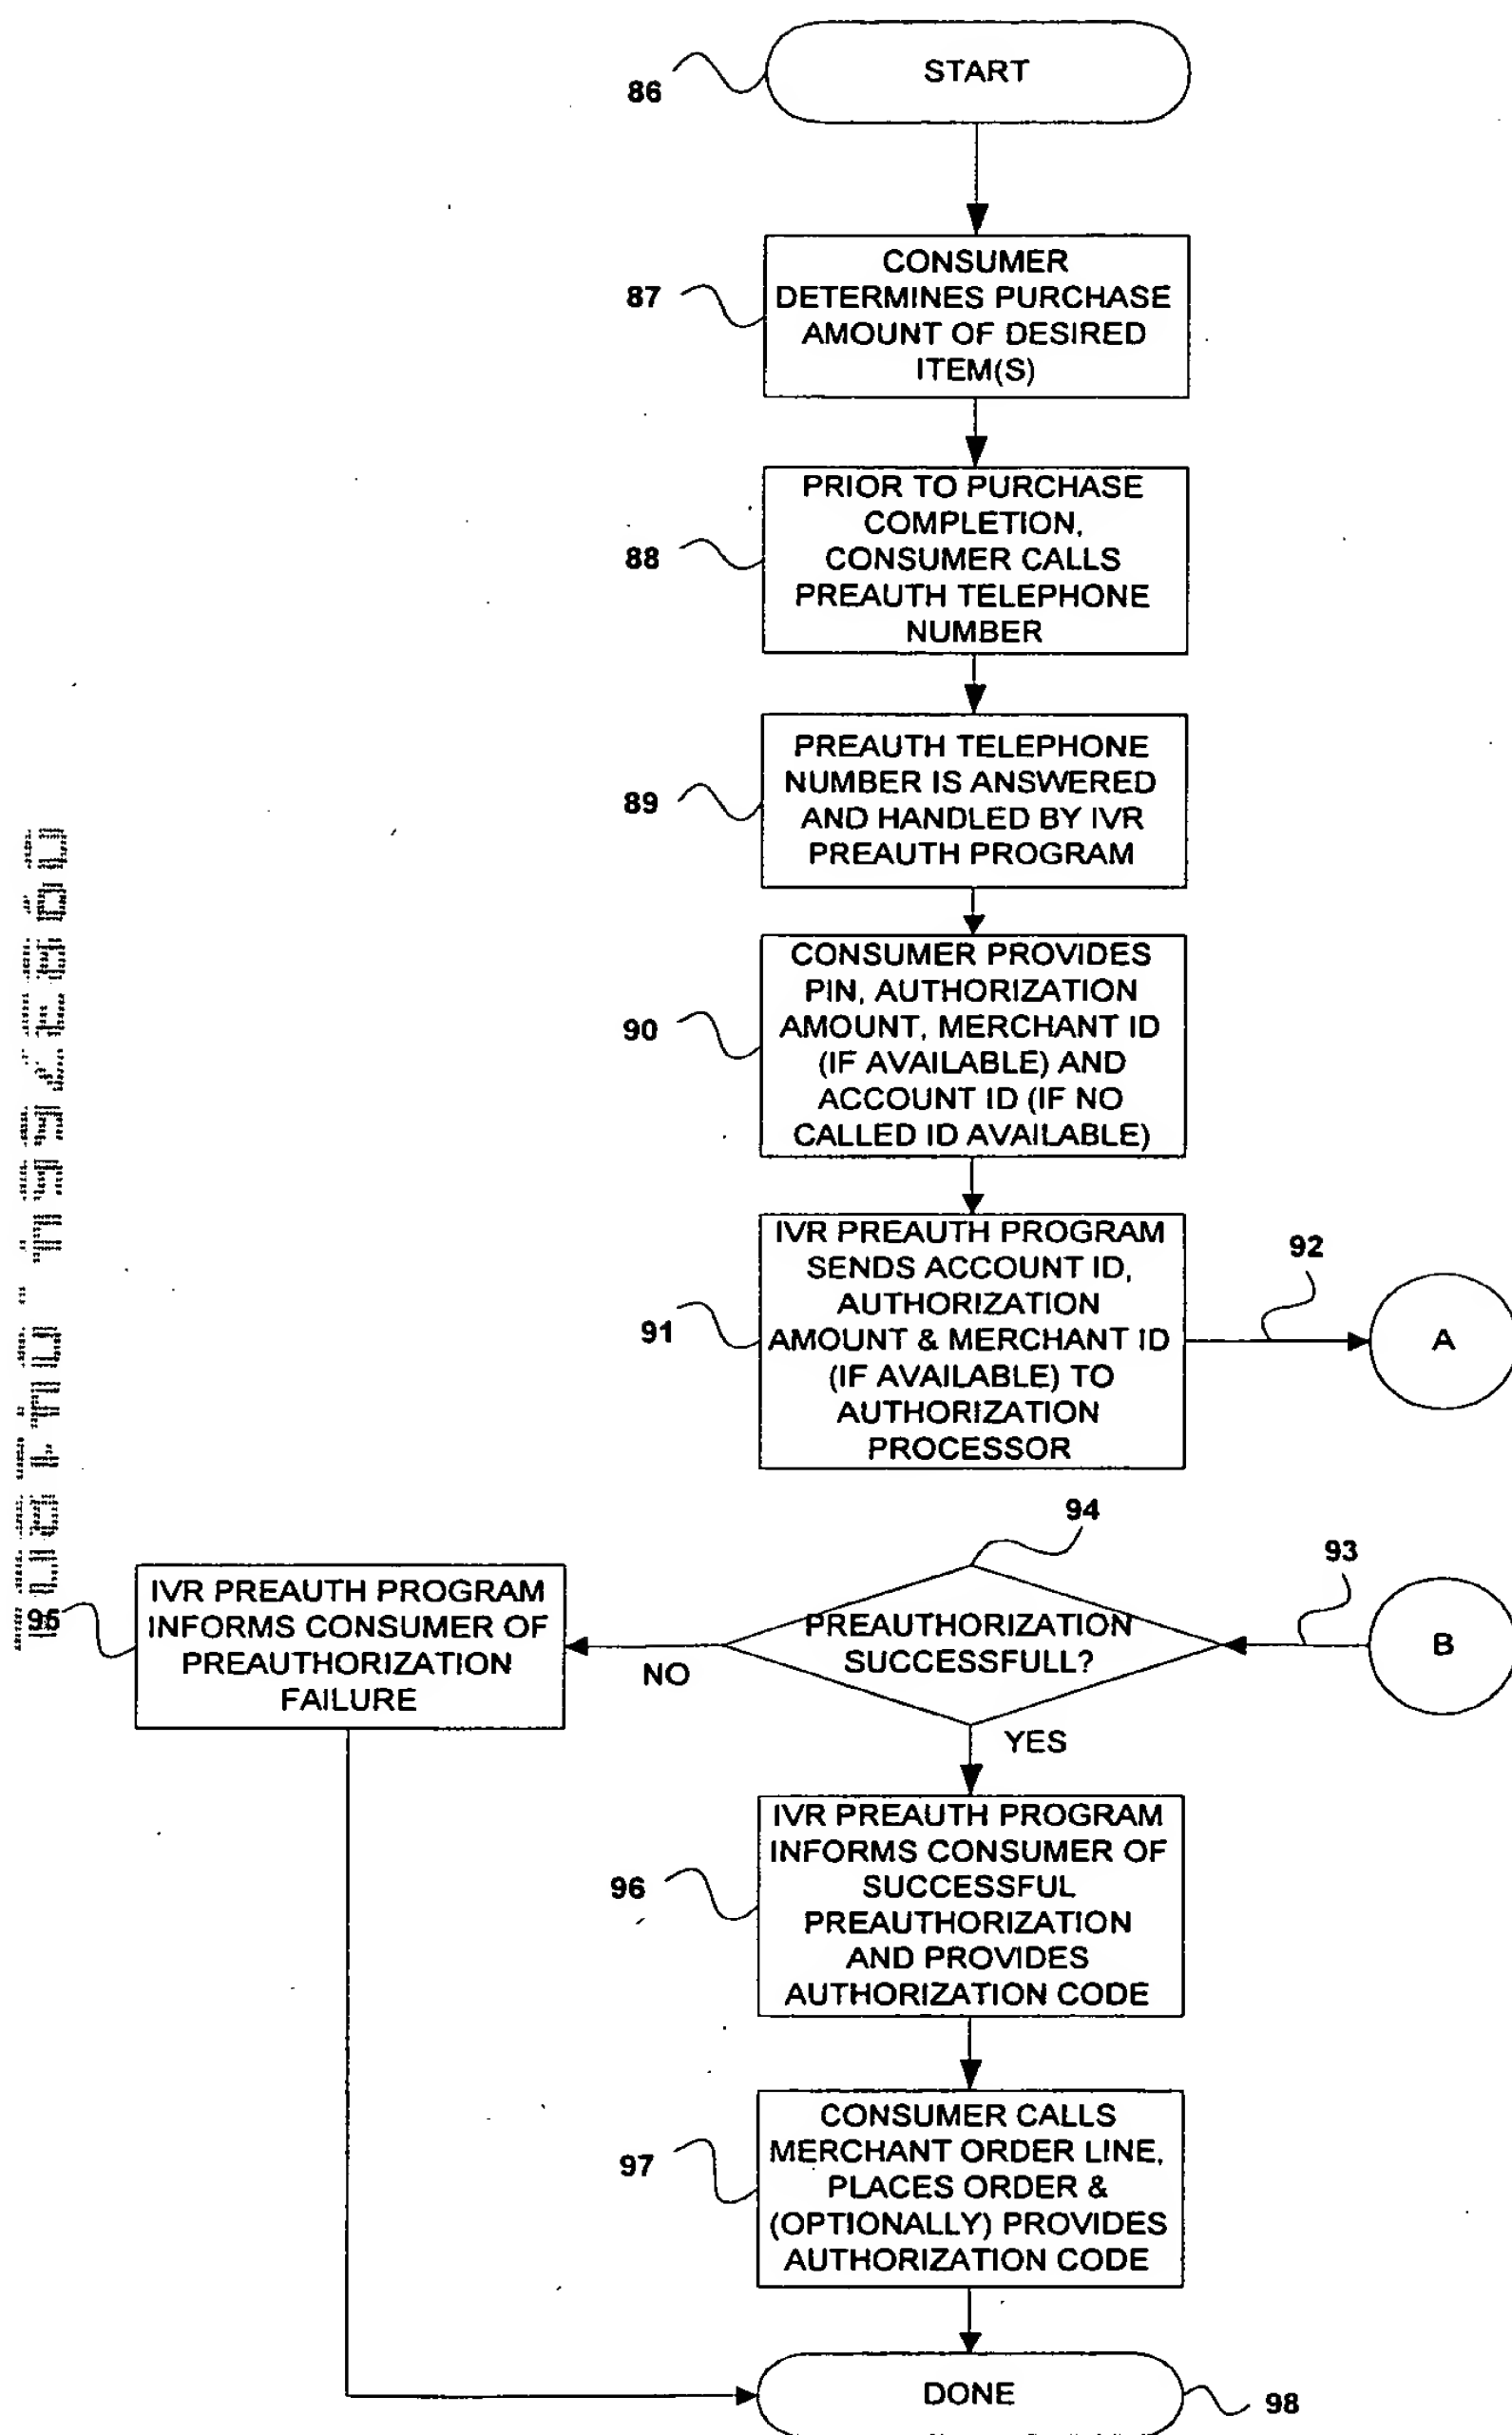 START
86
CONSUMER
DETERMINES PURCHASE
AMOUNT OF DESIRED
ITEM(S)
87
PRIOR TO PURCHASE
COMPLETION,
CONSUMER CALLS
PREAUTH TELEPHONE
NUMBER
88
PREAUTH TELEPHONE
NUMBER IS ANSWERED
AND HANDLED BY IVR
PREAUTH PROGRAM
89
CONSUMER PROVIDES
PIN, AUTHORIZATION
AMOUNT, MERCHANT ID
(IF AVAILABLE) AND
ACCOUNT ID (IF NO
CALLED ID AVAILABLE)
90
IVR PREAUTH PROGRAM
SENDS ACCOUNT ID,
AUTHORIZATION
AMOUNT & MERCHANT ID
(IF AVAILABLE) TO
AUTHORIZATION
PROCESSOR
91
92
A
94
93
B
PREAUTHORIZATION
SUCCESSFULL?
NO
YES
95
IVR PREAUTH PROGRAM
INFORMS CONSUMER OF
PREAUTHORIZATION
FAILURE
IVR PREAUTH PROGRAM
INFORMS CONSUMER OF
SUCCESSFUL
PREAUTHORIZATION
AND PROVIDES
AUTHORIZATION CODE
96
CONSUMER CALLS
MERCHANT ORDER LINE,
PLACES ORDER &
(OPTIONALLY) PROVIDES
AUTHORIZATION CODE
97
DONE
98